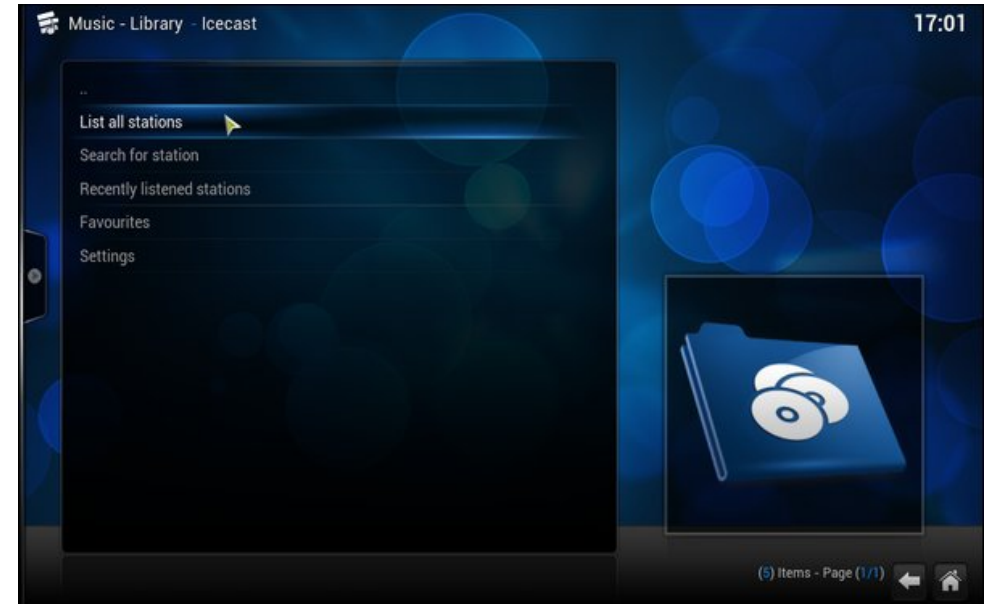 Music - Library - Icecast
17:01
..
List all stations
Search for station
Recently listened stations
Favourites
Settings
(5) Items - Page (1/1)